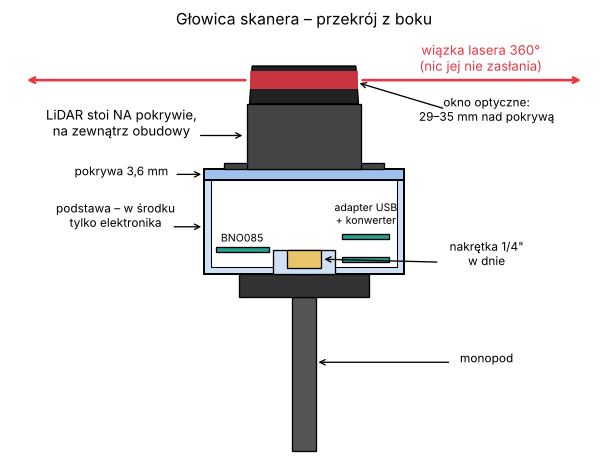 Głowica skanera – przekrój z boku
wiązka lasera 360°
(nic jej nie zasłania)
okno optyczne:
29–35 mm nad pokrywą
LiDAR stoi NA pokrywie,
na zewnątrz obudowy
pokrywa 3,6 mm
podstawa – w środku
tylko elektronika
adapter USB
+ konwerter
BNO085
nakrętka 1/4"
w dnie
monopod